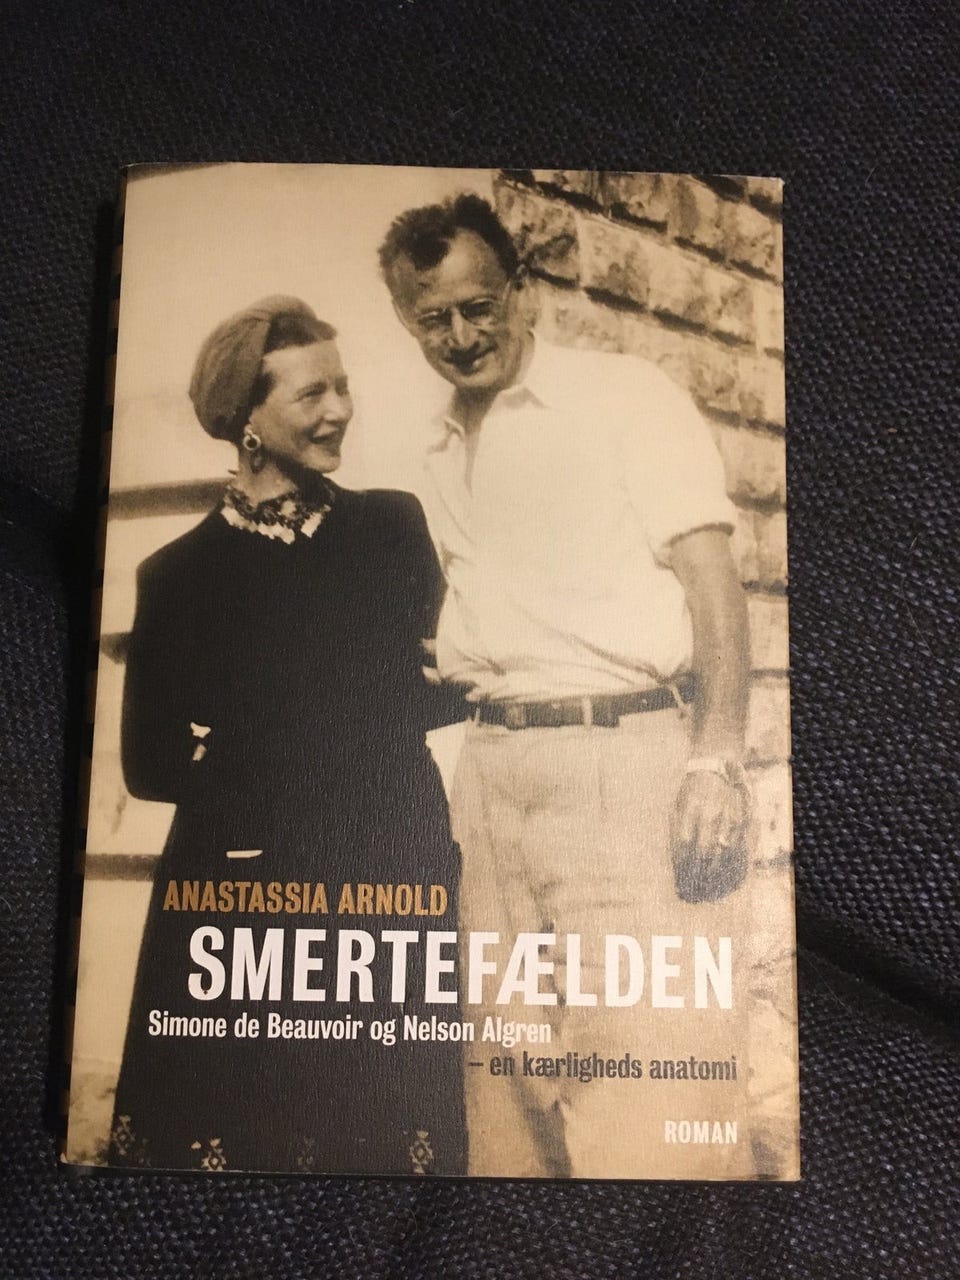 ANASTASSIA ARNOLD
SMERTEFÆLDEN
Simone de Beauvoir og Nelson Algren
– en kærligheds anatomi
ROMAN